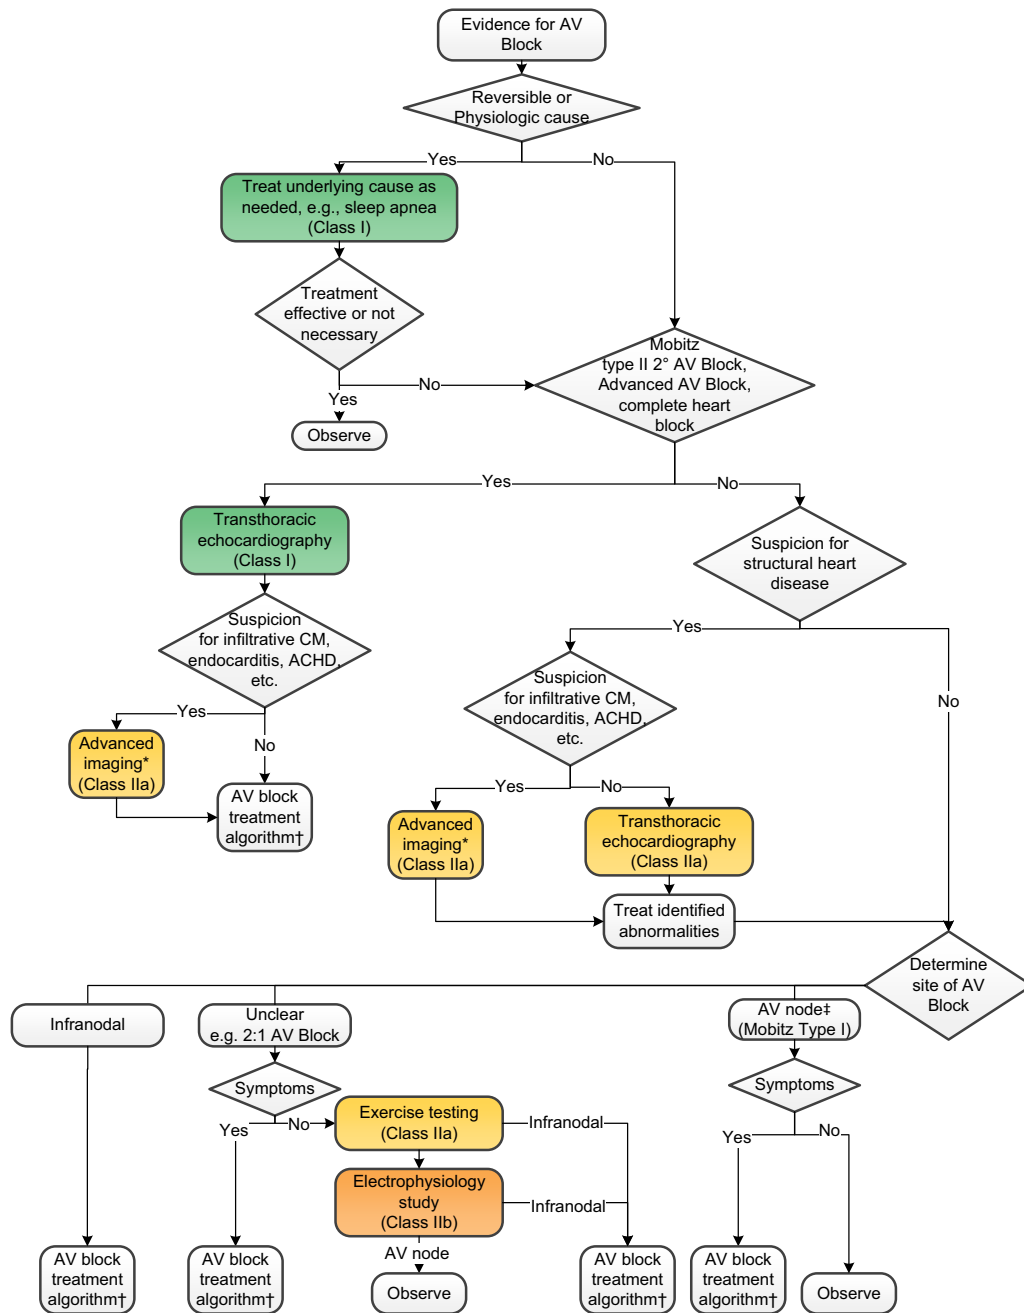 Evidence for AV
Block
Reversible or
Physiologic cause
Yes
No
Treat underlying cause as
needed, e.g., sleep apnea
(Class I)
Treatment
effective or not
necessary
Mobitz
type II 2° AV Block,
Advanced AV Block,
complete heart
block
No
Yes
Observe
Yes
No
Transthoracic
echocardiography
(Class I)
Suspicion for
structural heart
disease
Suspicion
for infiltrative CM,
endocarditis, ACHD,
etc.
Yes
Suspicion
for infiltrative CM,
endocarditis, ACHD,
etc.
No
Yes
No
Advanced
imaging*
(Class IIa)
AV block
treatment
algorithm†
Yes
No
Advanced
imaging*
(Class IIa)
Transthoracic
echocardiography
(Class IIa)
Treat identified
abnormalities
Determine
site of AV
Block
Infranodal
Unclear
e.g. 2:1 AV Block
AV node‡
(Mobitz Type I)
Symptoms
Symptoms
Yes
No
Exercise testing
(Class IIa)
Infranodal
Yes
No
Electrophysiology
study
(Class IIb)
Infranodal
AV node
AV block
treatment
algorithm†
AV block
treatment
algorithm†
Observe
AV block
treatment
algorithm†
AV block
treatment
algorithm†
Observe